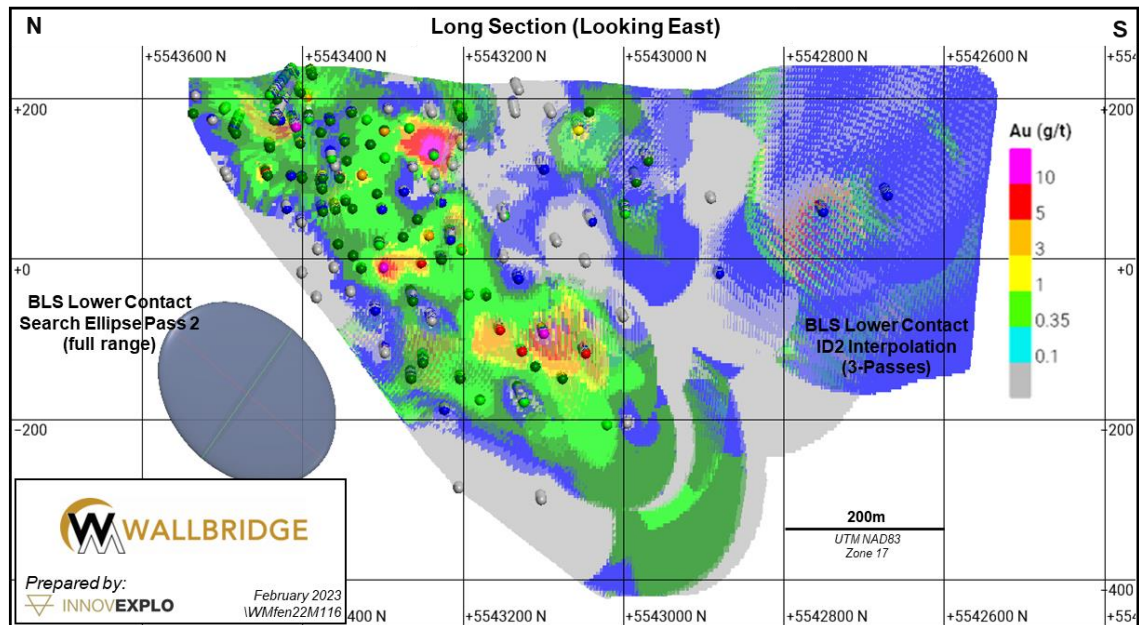 N
Long Section (Looking East)
S
+5543600 N
+5543400 N
+5543200 N
+5543000 N
+5542800 N
+5542600 N
+554
+200
+200
Au (g/t)
10
5
3
1
0.35
0.1
+0
+0
BLS Lower Contact
Search Ellipse Pass 2
(full range)
BLS Lower Contact
ID2 Interpolation
(3-Passes)
-200
-200
WALLBRIDGE
200m
UTM NAD83
Zone 17
Prepared by:
INNOVEXPLO
February 2023
\WMfen22M116
-400
400 N
+5543200 N
+5543000 N
+5542800 N
+5542600 N
+554